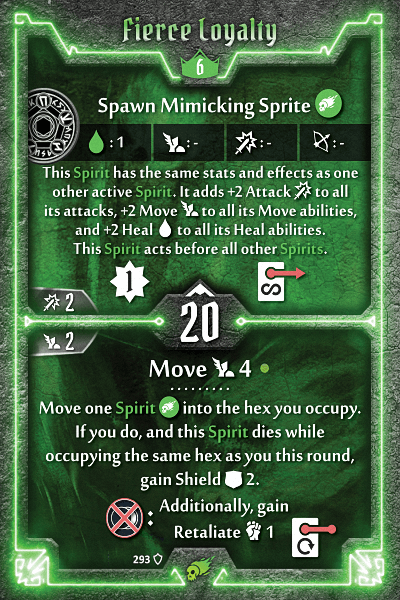 Fierce Loyalty
6
Spawn Mimicking Sprite
: 1 : - : - : -
This Spirit has the same stats and effects as one
other active Spirit. It adds +2 Attack to all
its attacks, +2 Move to all its Move abilities,
and +2 Heal to all its Heal abilities.
This Spirit acts before all other Spirits.
1
2
20
2
Move 4
Move one Spirit into the hex you occupy.
If you do, and this Spirit dies while
occupying the same hex as you this round,
gain Shield 2.
: Additionally, gain
Retaliate 1
293